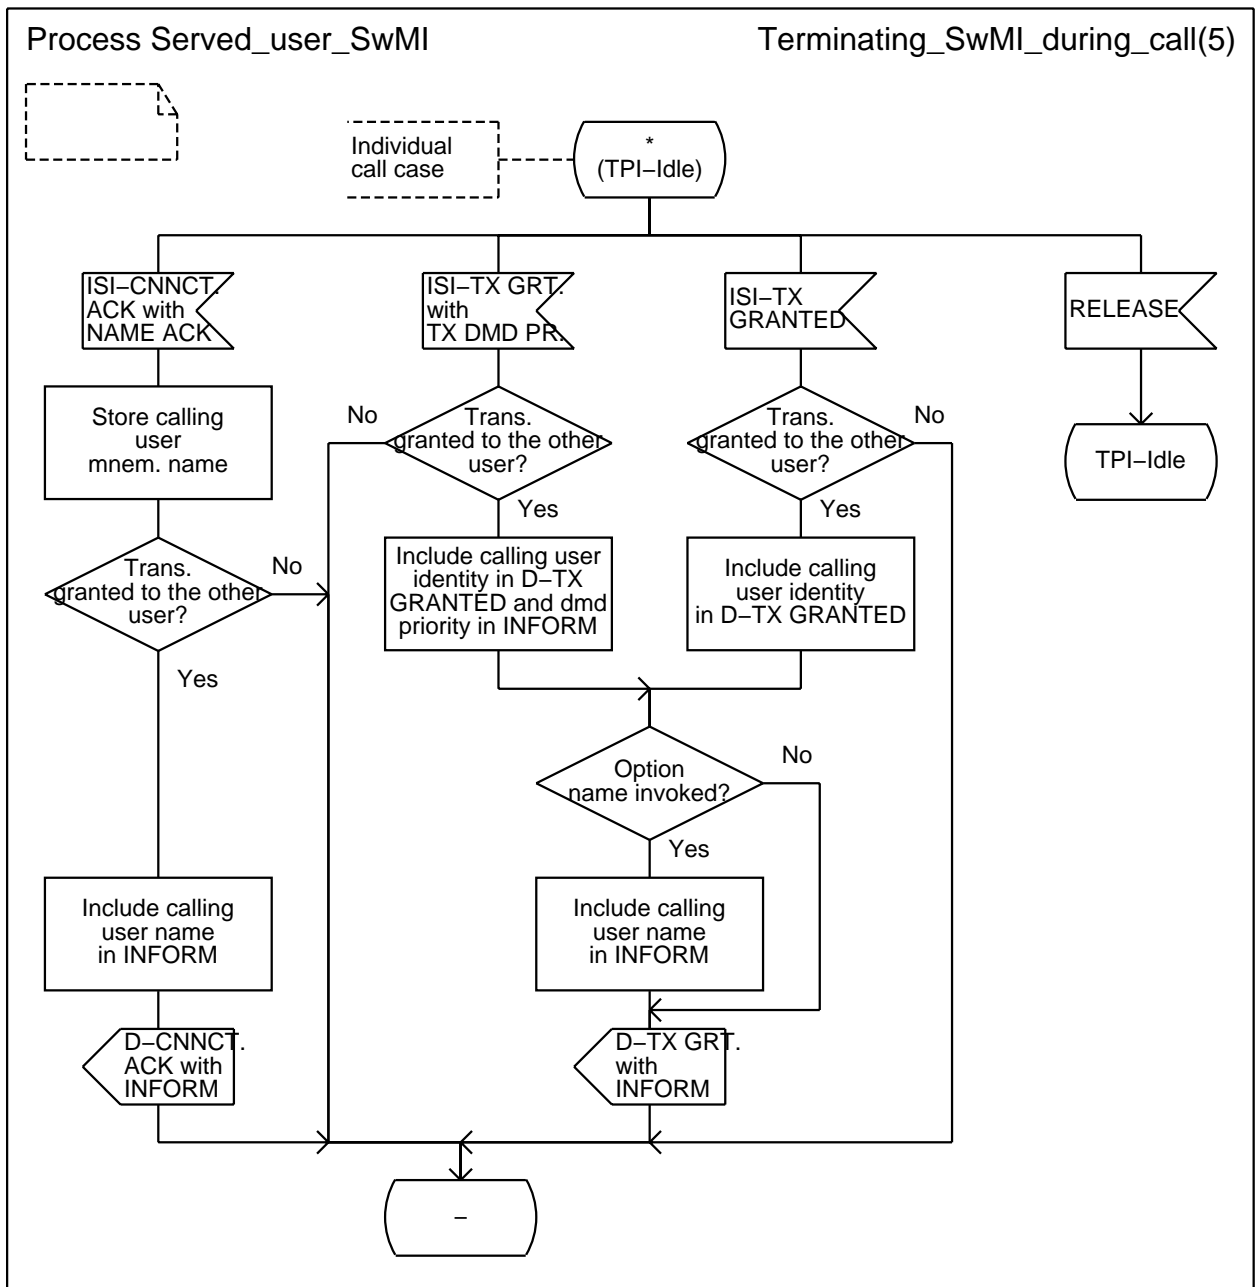 Process Served_user_SwMI
Terminating_SwMI_during_call(5)
Individual
call case
*
(TPI–Idle)
ISI–CNNCT.
ACK with
NAME ACK
ISI–TX GRT.
with
TX DMD PR.
ISI–TX
GRANTED
RELEASE
Store calling
user
mnem. name
No
Trans.
granted to the other
user?
Yes
Trans.
granted to the other
user?
No
Yes
TPI–Idle
Trans.
granted to the other
user?
No
Yes
Include calling user
identity in D–TX
GRANTED and dmd
priority in INFORM
Include calling
user identity
in D–TX GRANTED
Option
name invoked?
No
Yes
Include calling
user name
in INFORM
Include calling
user name
in INFORM
D–CNNCT.
ACK with
INFORM
D–TX GRT.
with
INFORM
–